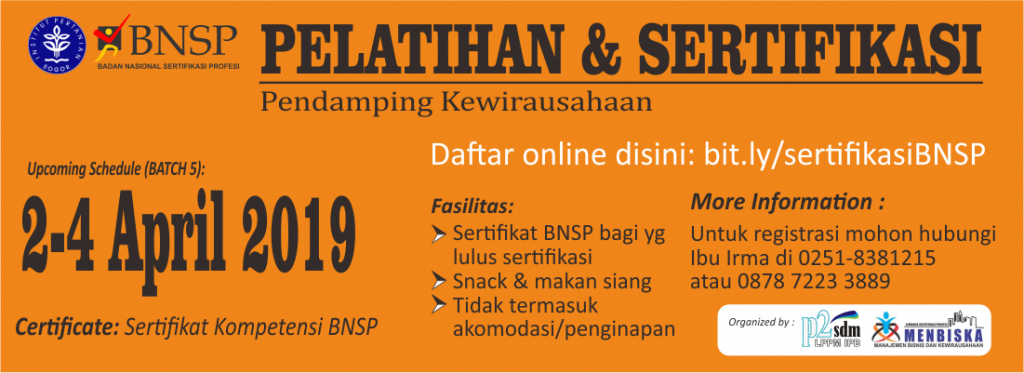 INSTITUT PERTANIAN
BOGOR
BNSP
BADAN NASIONAL SERTIFIKASI PROFESI
PELATIHAN & SERTIFIKASI
Pendamping Kewirausahaan
Daftar online disini: bit.ly/sertifikasiBNSP
Upcoming Schedule (BATCH 5):
2-4 April 2019
Certificate: Sertifikat Kompetensi BNSP
Fasilitas:
Sertifikat BNSP bagi yg
lulus sertifikasi
Snack & makan siang
Tidak termasuk
akomodasi/penginapan
More Information :
Untuk registrasi mohon hubungi
Ibu Irma di 0251-8381215
atau 0878 7223 3889
Organized by :
p2sdm
LPPM IPB
MENBISKA
MANAJEMEN BISNIS DAN KEWIRAUSAHAAN